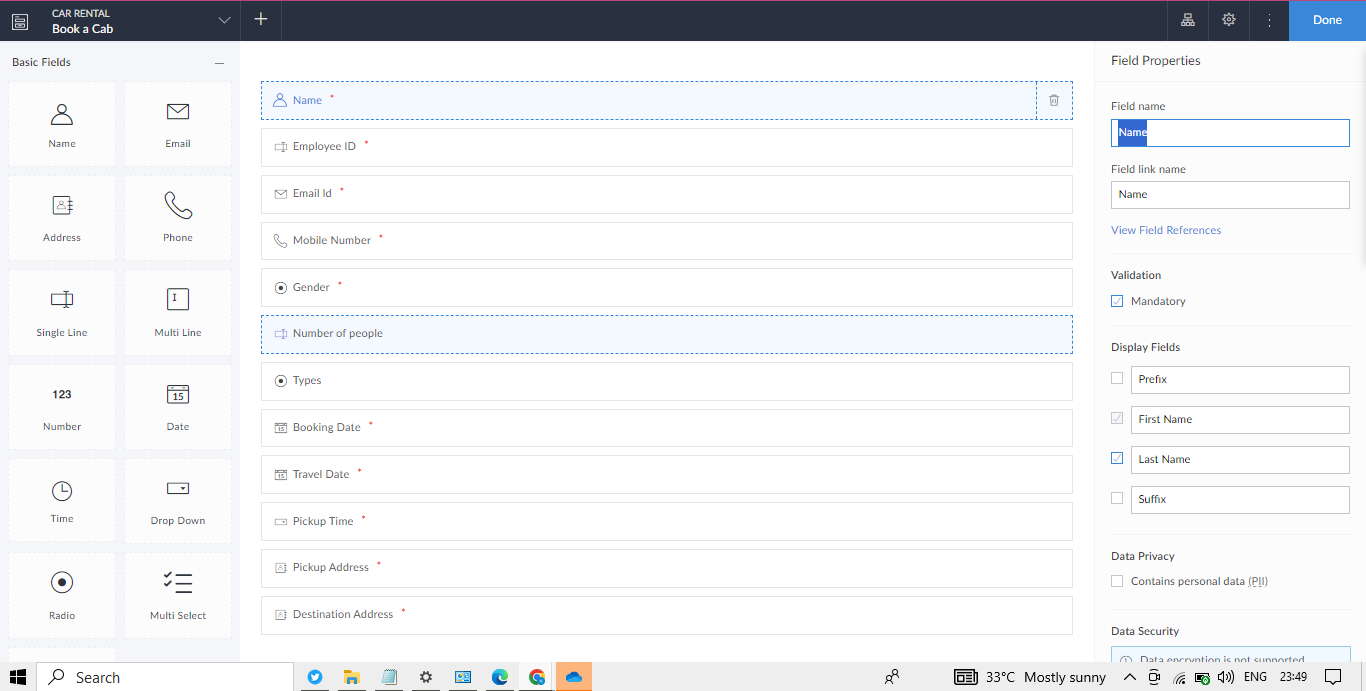 CAR RENTAL
Book a Cab
Done
Basic Fields
Name
Email
Address
Phone
Single Line
I
Multi Line
123
Number
15
Date
Time
Drop Down
Radio
Multi Select
Name *
Employee ID *
Email Id *
Mobile Number *
Gender *
Number of people
Types
15 Booking Date *
15 Travel Date *
Pickup Time *
Pickup Address *
Destination Address *
Field Properties
Field name
Name
Field link name
Name
View Field References
Validation
Mandatory
Display Fields
Prefix
First Name
Last Name
Suffix
Data Privacy
Contains personal data (PII)
Data Security
Data encryption is not supported
Search
33°C Mostly sunny
ENG
23:49